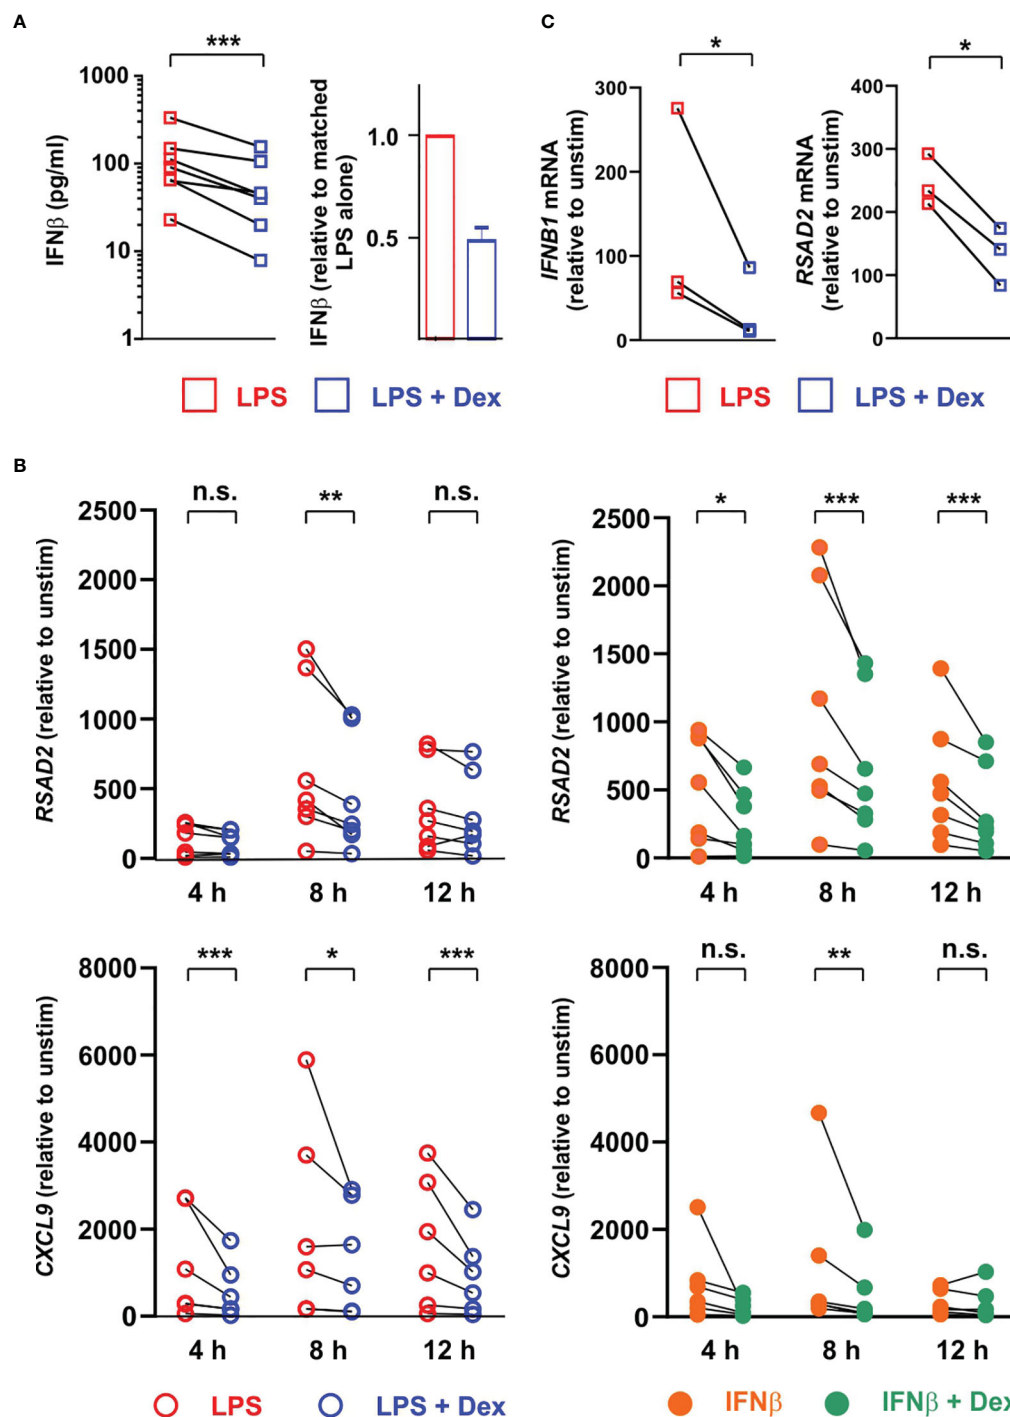 A
***
IFNβ (pg/ml)
1000
100
10
1
IFNβ (relative to matched
LPS alone)
1.0
0.5
LPS
LPS + Dex
C
*
IFNB1 mRNA
(relative to unstim)
300
200
100
0
*
RSAD2 mRNA
(relative to unstim)
400
300
200
100
0
LPS
LPS + Dex
B
n.s.
**
n.s.
RSAD2 (relative to unstim)
2500
2000
1500
1000
500
0
4 h
8 h
12 h
*
***
***
RSAD2 (relative to unstim)
2500
2000
1500
1000
500
0
4 h
8 h
12 h
***
*
***
CXCL9 (relative to unstim)
8000
6000
4000
2000
0
4 h
8 h
12 h
n.s.
**
n.s.
CXCL9 (relative to unstim)
8000
6000
4000
2000
0
4 h
8 h
12 h
LPS
LPS + Dex
IFNβ
IFNβ + Dex